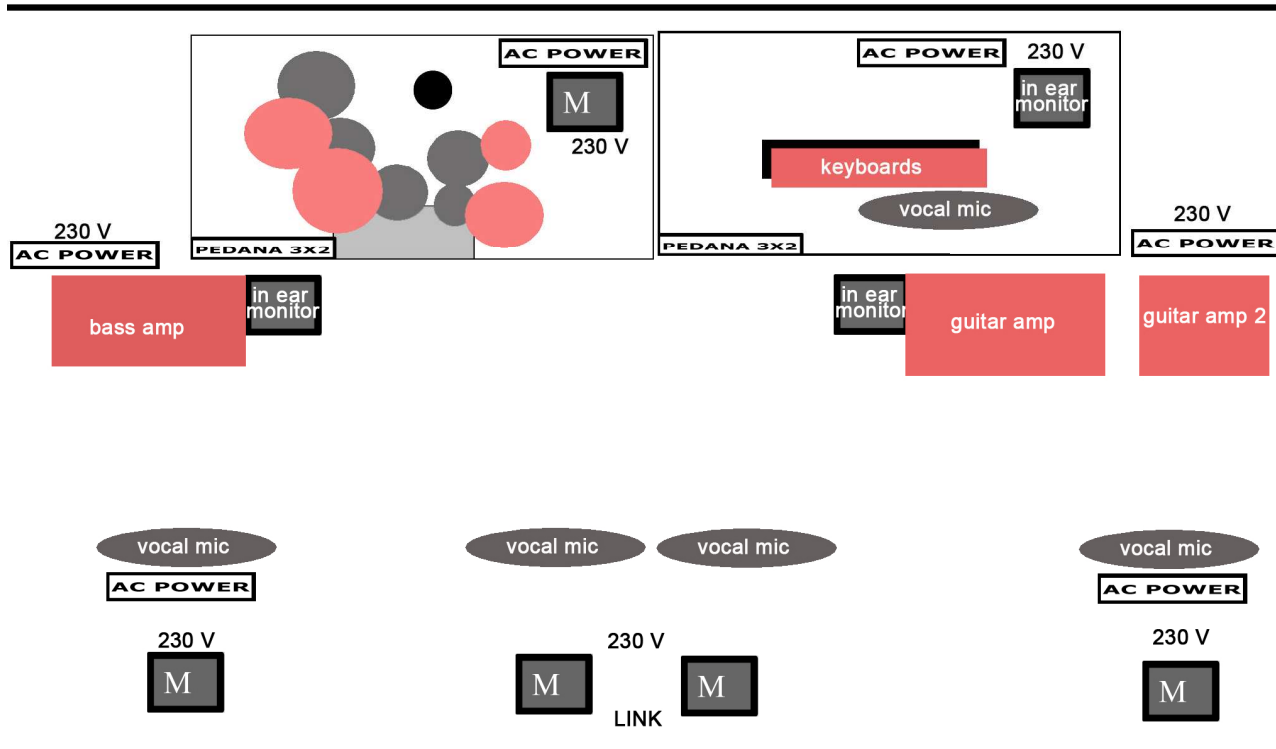 AC POWER
M
230 V
PEDANA 3X2
AC POWER
230 V
in ear
monitor
keyboards
vocal mic
PEDANA 3X2
230 V
AC POWER
bass amp
in ear
monitor
in ear
monitor
guitar amp
230 V
AC POWER
guitar amp 2
vocal mic
AC POWER
230 V
M
vocal mic
vocal mic
230 V
M
M
LINK
vocal mic
AC POWER
230 V
M